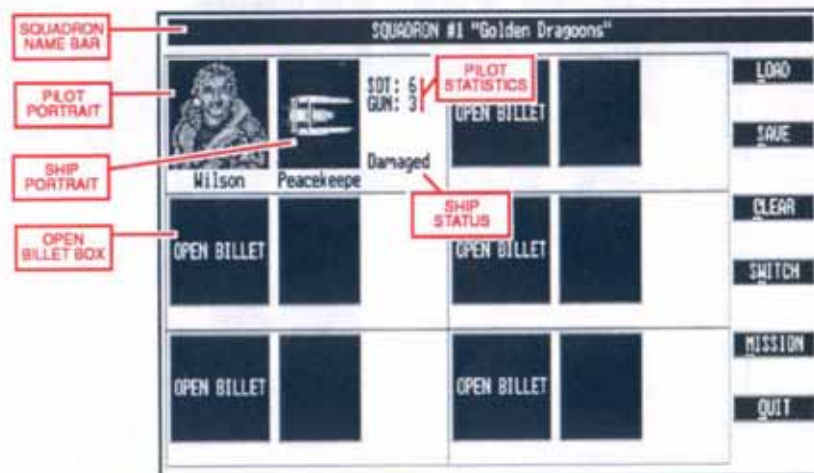 SQUADRON
NAME BAR
SQUADRON #1 "Golden Dragoons"
PILOT
PORTRAIT
SHIP
PORTRAIT
OPEN
BILLET BOX
Wilson
Peacekeepe
SDT: 6
GUN: 3
PILOT
STATISTICS
Damaged
SHIP
STATUS
OPEN BILLET
OPEN BILLET
OPEN BILLET
OPEN BILLET
OPEN BILLET
LOAD
SAVE
CLEAR
SWITCH
MISSION
QUIT